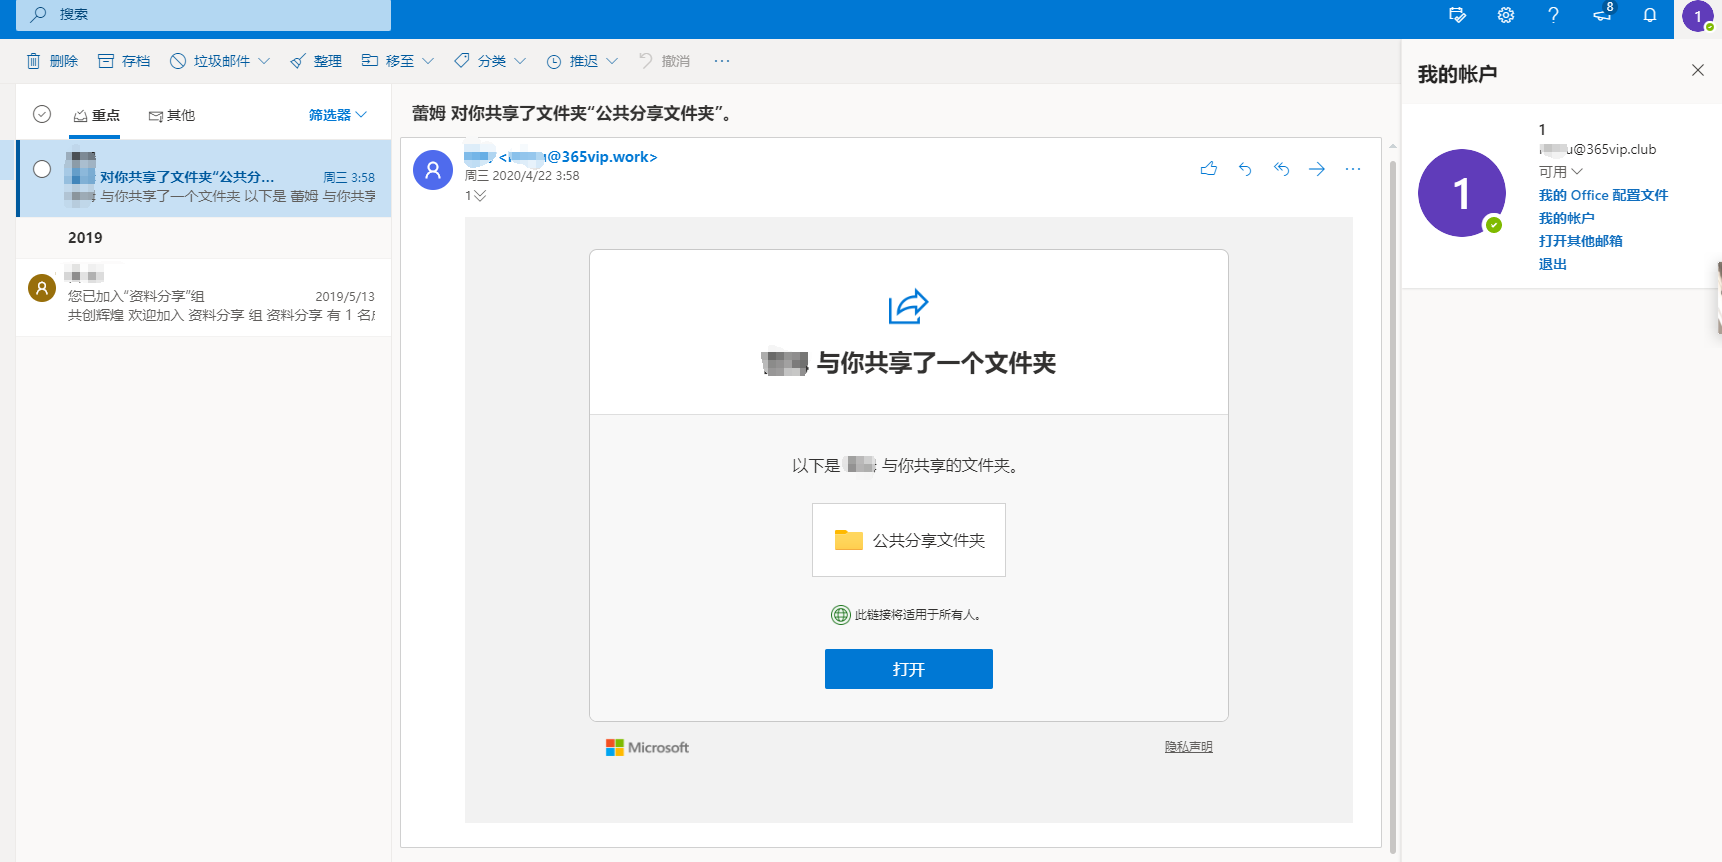 搜索
8
1
删除
存档
垃圾邮件
整理
移至
分类
推迟
撤消
重点
其他
筛选器
对你共享了文件夹“公共分...
周三 3:58
与你共享了一个文件夹 以下是 蕾姆 与你共享
2019
您已加入“资料分享”组
2019/5/13
共创辉煌 欢迎加入 资料分享 组 资料分享 有 1 名
蕾姆 对你共享了文件夹“公共分享文件夹”。
@365vip.work>
周三 2020/4/22 3:58
1
与你共享了一个文件夹
以下是
与你共享的文件夹。
公共分享文件夹
此链接将适用于所有人。
打开
Microsoft
隐私声明
我的帐户
1
1
u@365vip.club
可用
我的 Office 配置文件
我的帐户
打开其他邮箱
退出